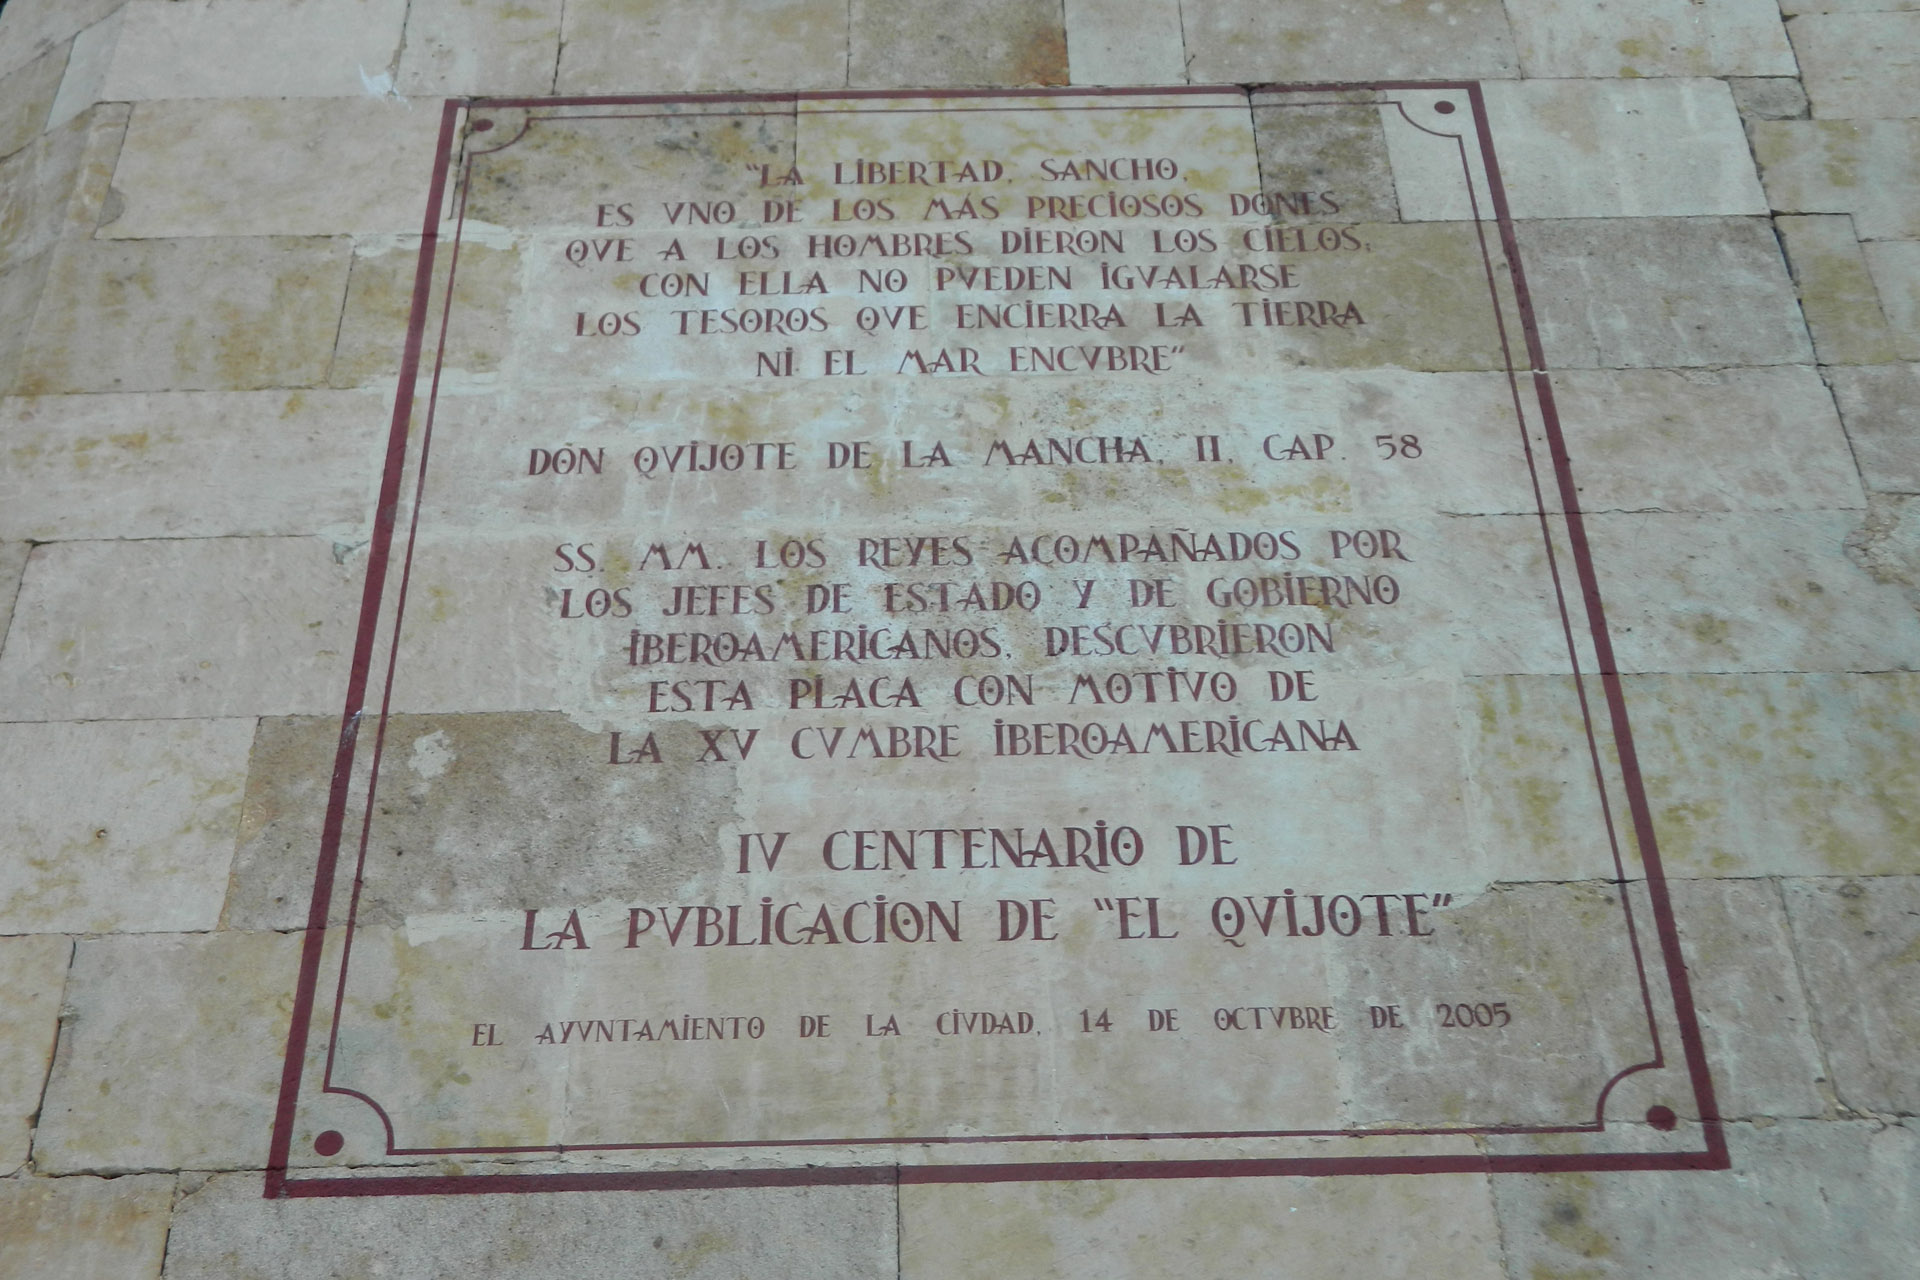 "LA LIBERTAD, SANCHO,
ES VNO DE LOS MÁS PRECIOSOS DONES
QVE A LOS HOMBRES DIERON LOS CIELOS;
CON ELLA NO PVEDEN IGVALARSE
LOS TESOROS QVE ENCIERRA LA TIERRA
NI EL MAR ENCVBRE"
DON QVIJOTE DE LA MANCHA, II, CAP. 58
SS. MM. LOS REYES ACOMPAÑADOS POR
LOS JEFES DE ESTADO Y DE GOBIERNO
IBEROAMERICANOS, DESCVBRIERON
ESTA PLACA CON MOTIVO DE
LA XV CVMBRE IBEROAMERICANA
IV CENTENARIO DE
LA PVBLICACIÓN DE "EL QVIJOTE"
EL AYVNTAMIENTO DE LA CIVDAD, 14 DE OCTVBRE DE 2005